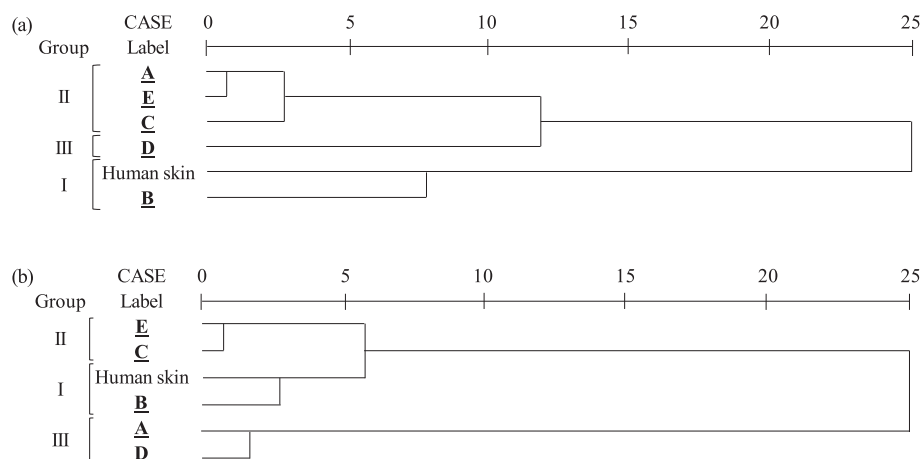 (a) CASE 0 5 10 15 20 25
Group Label
A
II E
C
III D
Human skin
I
B
(b) CASE 0 5 10 15 20 25
Group Label
E
II
C
Human skin
I
B
A
III
D